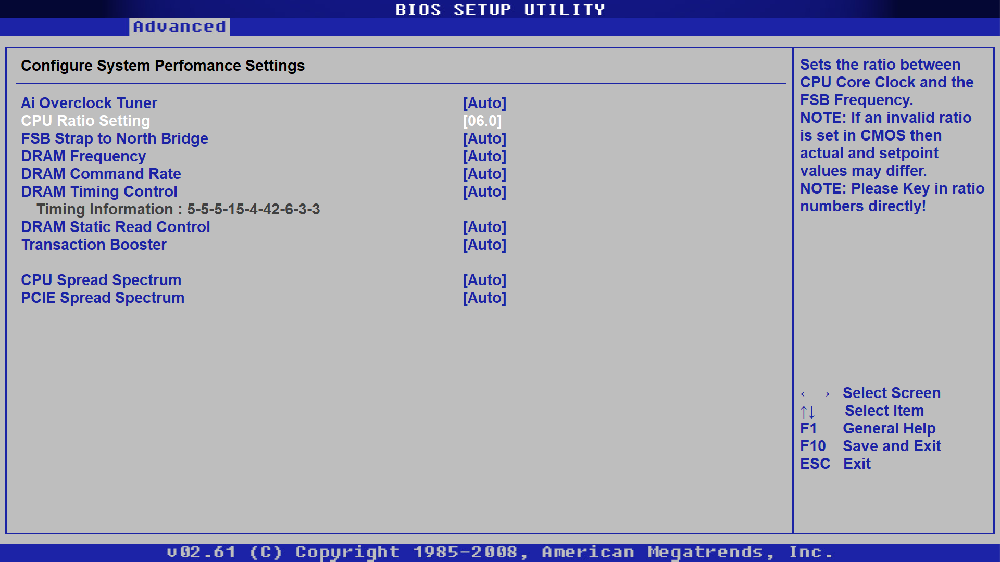 BIOS SETUP UTILITY
Advanced
Configure System Perfomance Settings
Ai Overclock Tuner [Auto]
CPU Ratio Setting [06.0]
FSB Strap to North Bridge [Auto]
DRAM Frequency [Auto]
DRAM Command Rate [Auto]
DRAM Timing Control [Auto]
Timing Information : 5-5-5-15-4-42-6-3-3
DRAM Static Read Control [Auto]
Transaction Booster [Auto]
CPU Spread Spectrum [Auto]
PCIE Spread Spectrum [Auto]
Sets the ratio between
CPU Core Clock and the
FSB Frequency.
NOTE: If an invalid ratio
is set in CMOS then
actual and setpoint
values may differ.
NOTE: Please Key in ratio
numbers directly!
←→ Select Screen
↑↓ Select Item
F1 General Help
F10 Save and Exit
ESC Exit
v02.61 (C) Copyright 1985-2008, American Megatrends, Inc.